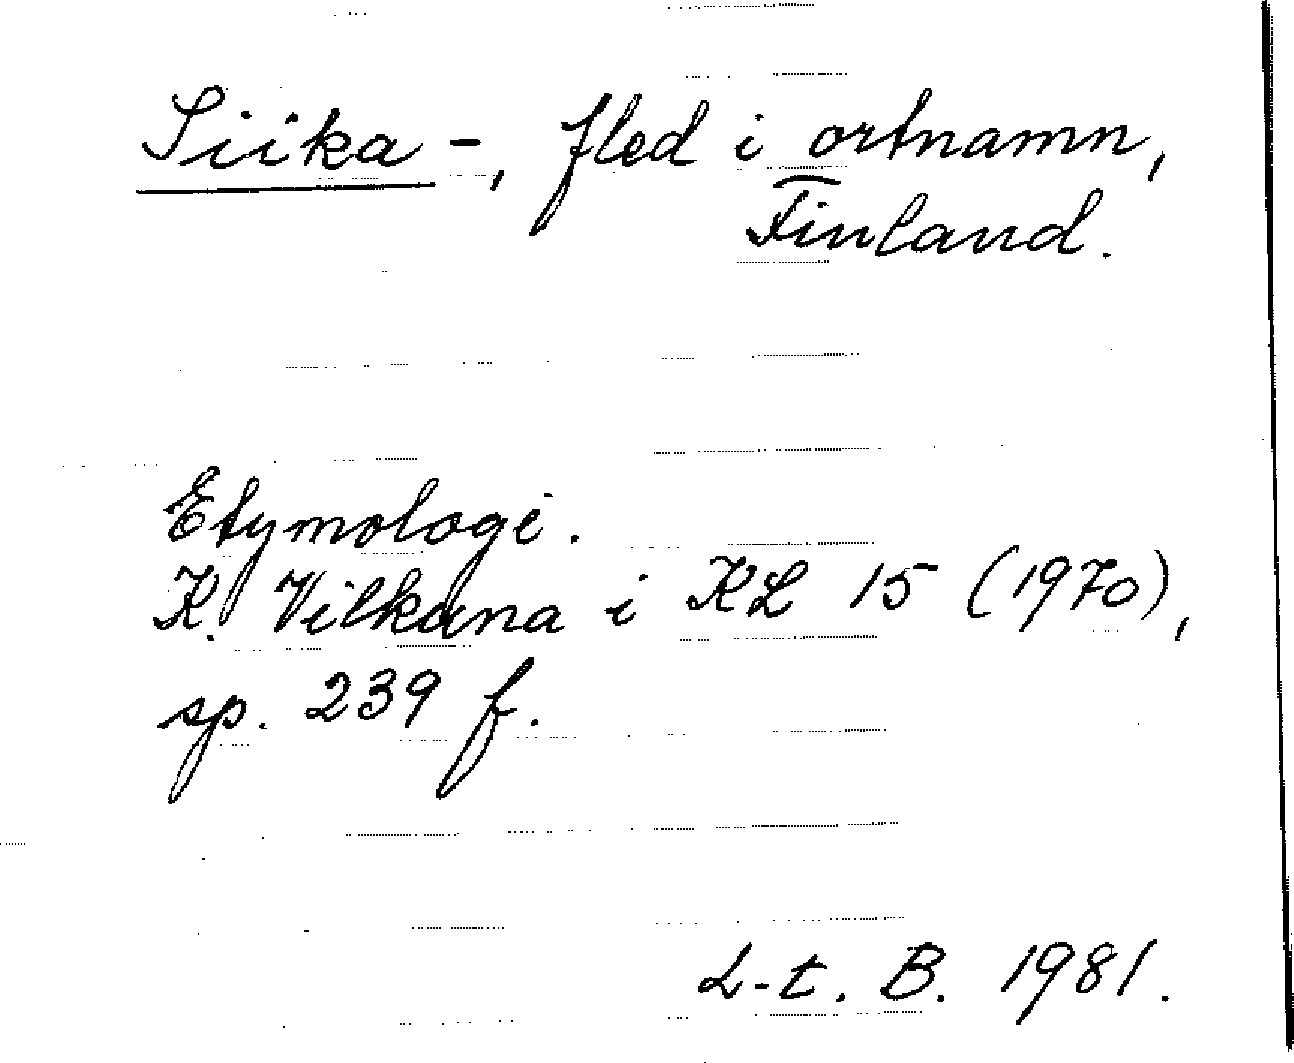 Siika-, fled i ortnamn,
Finland.
Etymologi.
K. Vilkuna i KL 15 (1970),
sp. 239 f.
L-t. B. 1981.